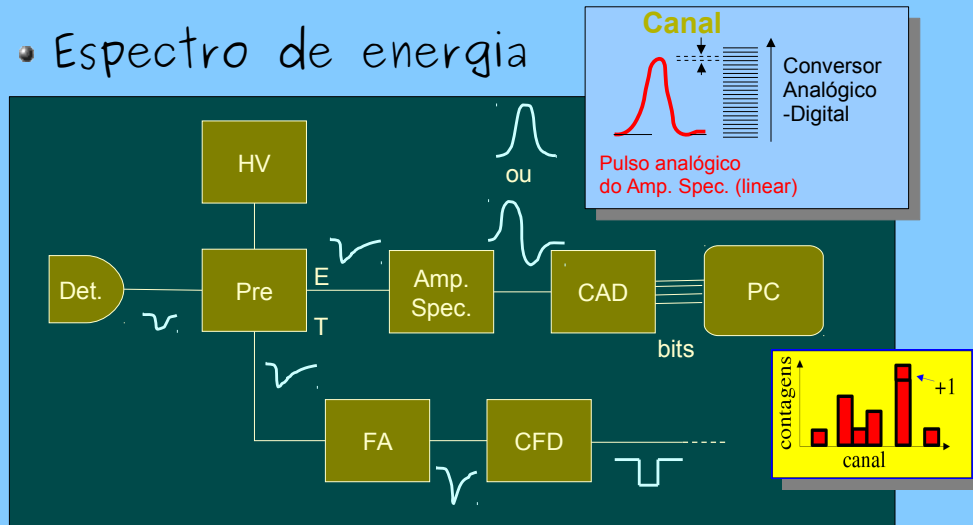 Espectro de energia
Canal
Conversor
Analógico
-Digital
Pulso analógico
do Amp. Spec. (linear)
HV
ou
Det.
Pre
E
T
Amp.
Spec.
CAD
PC
bits
FA
CFD
contagens
+1
canal